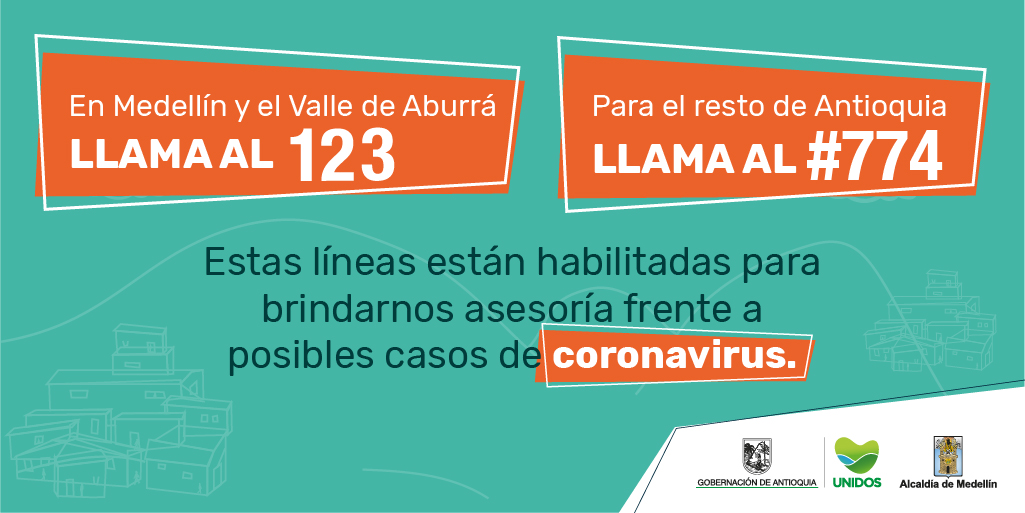 En Medellín y el Valle de Aburrá
LLAMA AL 123
Para el resto de Antioquia
LLAMA AL #774
Estas líneas están habilitadas para
brindarnos asesoría frente a
posibles casos de coronavirus.
GOBERNACIÓN DE ANTIOQUIA
UNIDOS
Alcaldía de Medellín